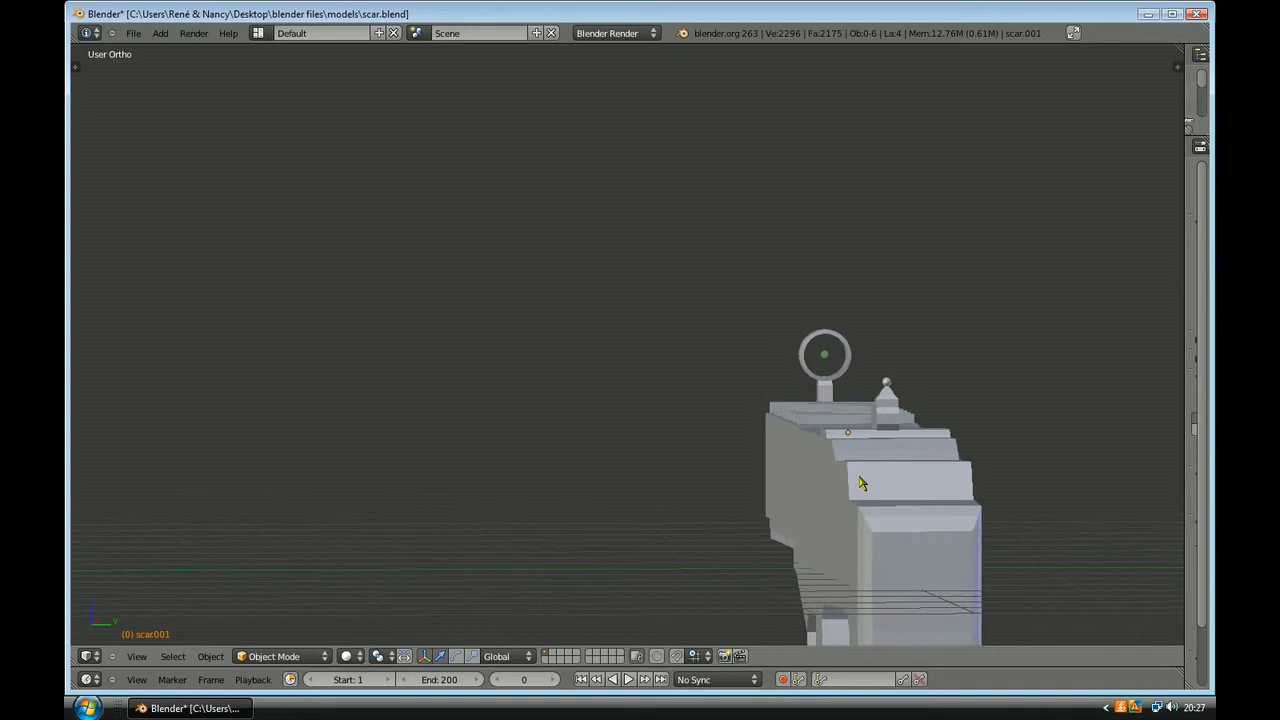 Blender* [C:\Users\René & Nancy\Desktop\blender files\models\scar.blend]
File Add Render Help Default Scene Blender Render blender.org 263 | Ve:2296 | Fa:2175 | Ob:0-6 | La:4 | Mem:12.76M (0.61M) | scar.001
User Ortho
z
y
(0) scar.001
View Select Object Object Mode Global
View Marker Frame Playback Start: 1 End: 200 0 No Sync
Blender* [C:\Users\... 20:27